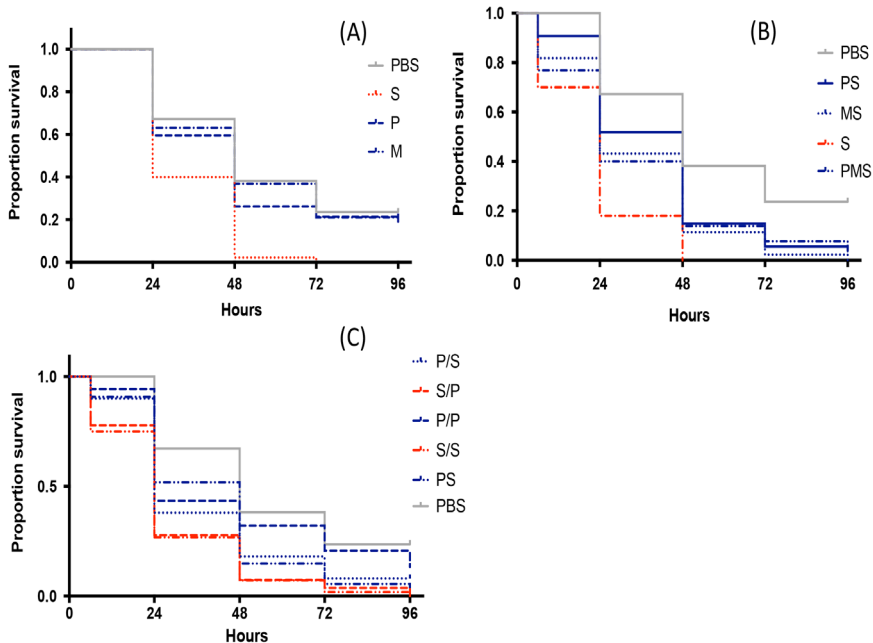 (A)
Proportion survival
1.0
0.8
0.6
0.4
0.2
0.0
0 24 48 72 96
Hours
PBS
S
P
M
(B)
Proportion survival
1.0
0.8
0.6
0.4
0.2
0.0
0 24 48 72 96
Hours
PBS
PS
MS
S
PMS
(C)
Proportion survival
1.0
0.5
0.0
0 24 48 72 96
Hours
P/S
S/P
P/P
S/S
PS
PBS